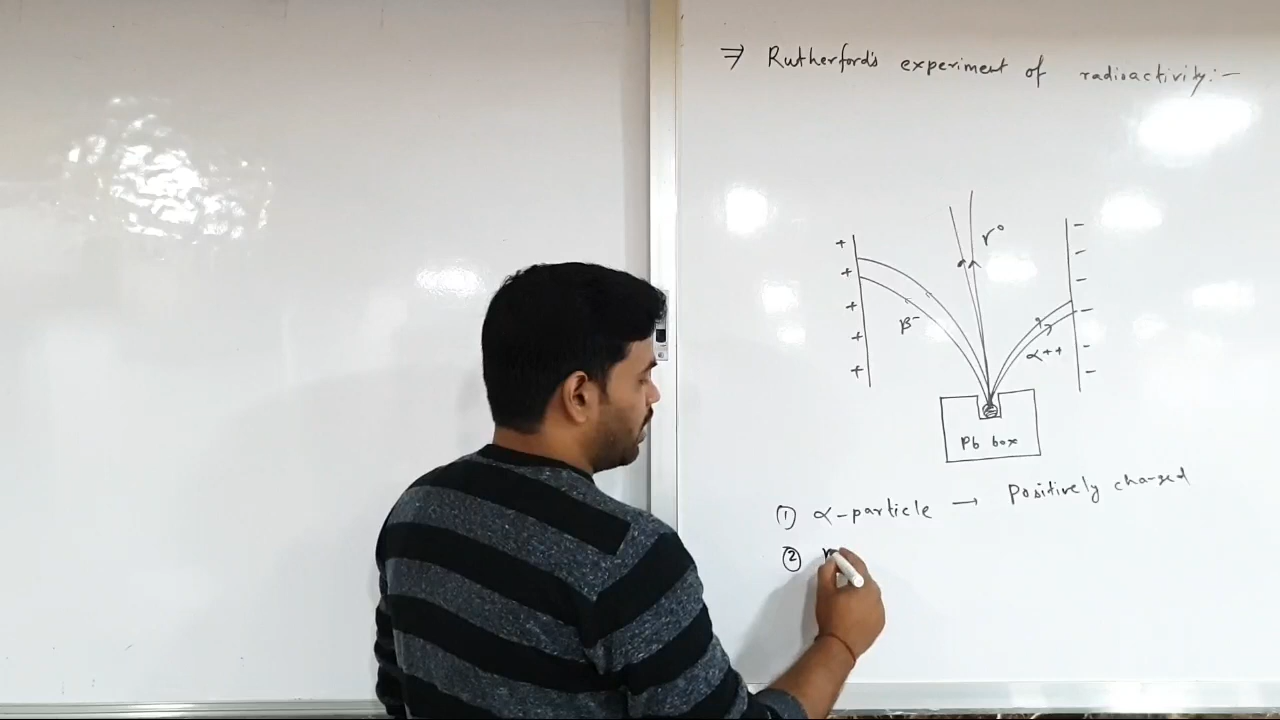 ⇒ Rutherford's experiment of radioactivity:-
γ°
+ + + + +
- - - - - -
β-
α++
Pb box
① α-particle → Positively charged
②